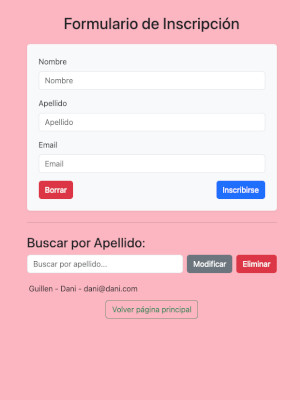 Formulario de Inscripción
Nombre
Nombre
Apellido
Apellido
Email
Email
Borrar Inscribirse
Buscar por Apellido:
Buscar por apellido... Modificar Eliminar
Guillen - Dani - dani@dani.com
Volver página principal